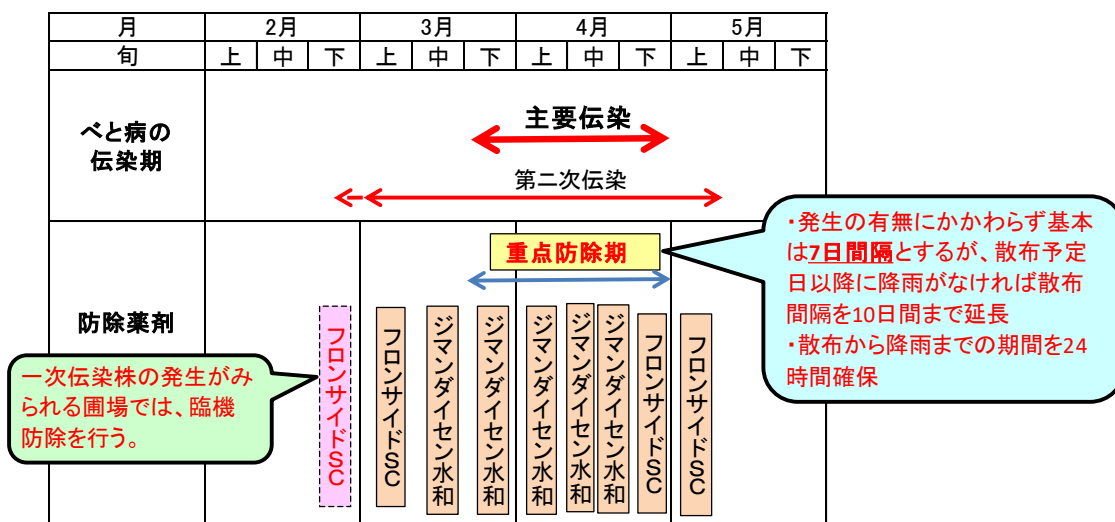 月 2月 3月 4月 5月
旬 上 中 下 上 中 下 上 中 下 上 中 下
べと病の
伝染期
主要伝染
第二次伝染
防除薬剤
重点防除期
フロンサイドSC
フロンサイドSC
ジマンダイセン水和
ジマンダイセン水和
ジマンダイセン水和
ジマンダイセン水和
ジマンダイセン水和
フロンサイドSC
フロンサイドSC
一次伝染株の発生がみ
られる圃場では、臨機
防除を行う。
・発生の有無にかかわらず基本
は7日間隔とするが、散布予定
日以降に降雨がなければ散布
間隔を10日間まで延長
・散布から降雨までの期間を24
時間確保